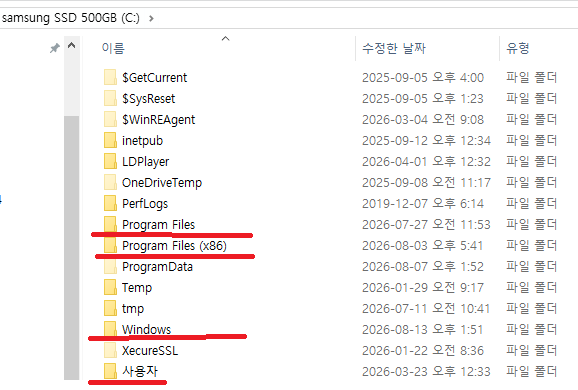 samsung SSD 500GB (C:) >
이름 수정한 날짜 유형
$GetCurrent 2025-09-05 오후 4:00 파일 폴더
$SysReset 2025-09-05 오후 1:23 파일 폴더
$WinREAgent 2026-03-04 오전 9:08 파일 폴더
inetpub 2025-09-12 오후 12:34 파일 폴더
LDPlayer 2026-04-01 오후 12:32 파일 폴더
OneDriveTemp 2025-09-08 오전 11:17 파일 폴더
PerfLogs 2019-12-07 오후 6:14 파일 폴더
Program Files 2026-07-27 오전 11:53 파일 폴더
Program Files (x86) 2026-08-03 오후 5:41 파일 폴더
ProgramData 2026-08-07 오후 1:52 파일 폴더
Temp 2026-01-29 오전 9:17 파일 폴더
tmp 2026-07-11 오전 10:41 파일 폴더
Windows 2026-08-13 오후 1:51 파일 폴더
XecureSSL 2026-01-22 오전 8:36 파일 폴더
사용자 2026-03-23 오후 12:33 파일 폴더